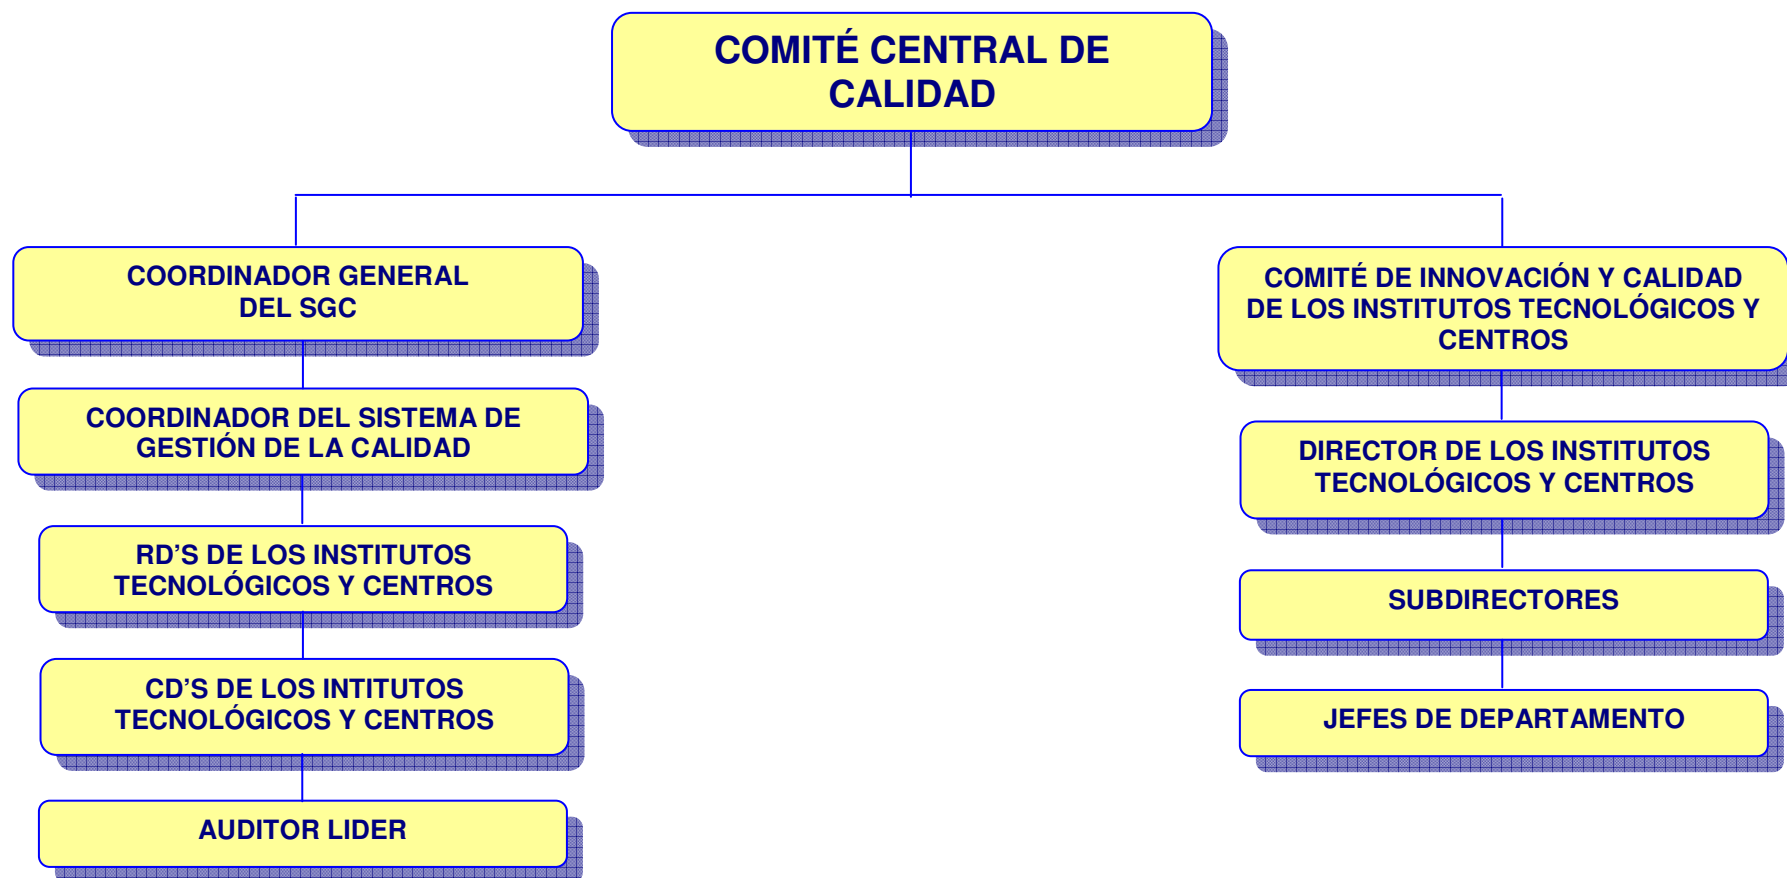 COMITÉ CENTRAL DE
CALIDAD
COORDINADOR GENERAL
DEL SGC
COORDINADOR DEL SISTEMA DE
GESTIÓN DE LA CALIDAD
RD'S DE LOS INSTITUTOS
TECNOLÓGICOS Y CENTROS
CD'S DE LOS INTITUTOS
TECNOLÓGICOS Y CENTROS
AUDITOR LIDER
COMITÉ DE INNOVACIÓN Y CALIDAD
DE LOS INSTITUTOS TECNOLÓGICOS Y
CENTROS
DIRECTOR DE LOS INSTITUTOS
TECNOLÓGICOS Y CENTROS
SUBDIRECTORES
JEFES DE DEPARTAMENTO